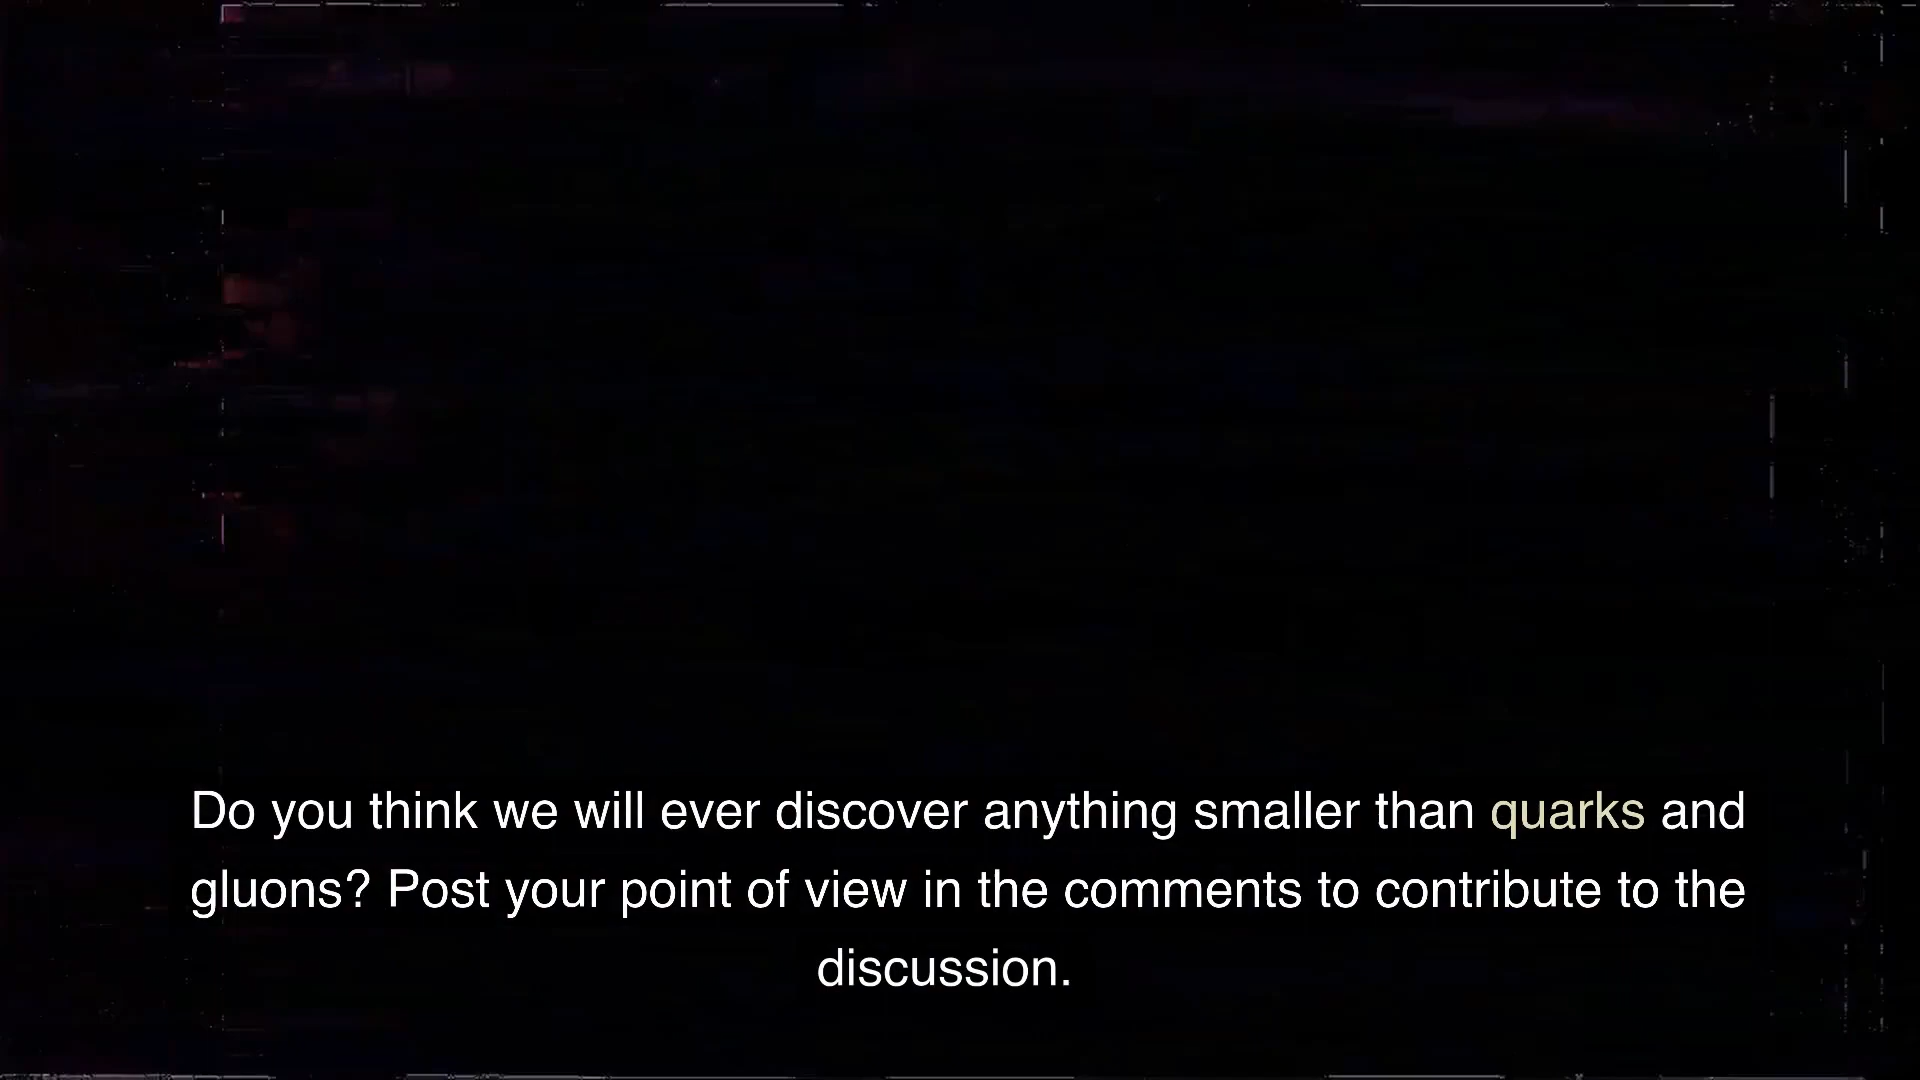 Do you think we will ever discover anything smaller than quarks and
gluons? Post your point of view in the comments to contribute to the
discussion.